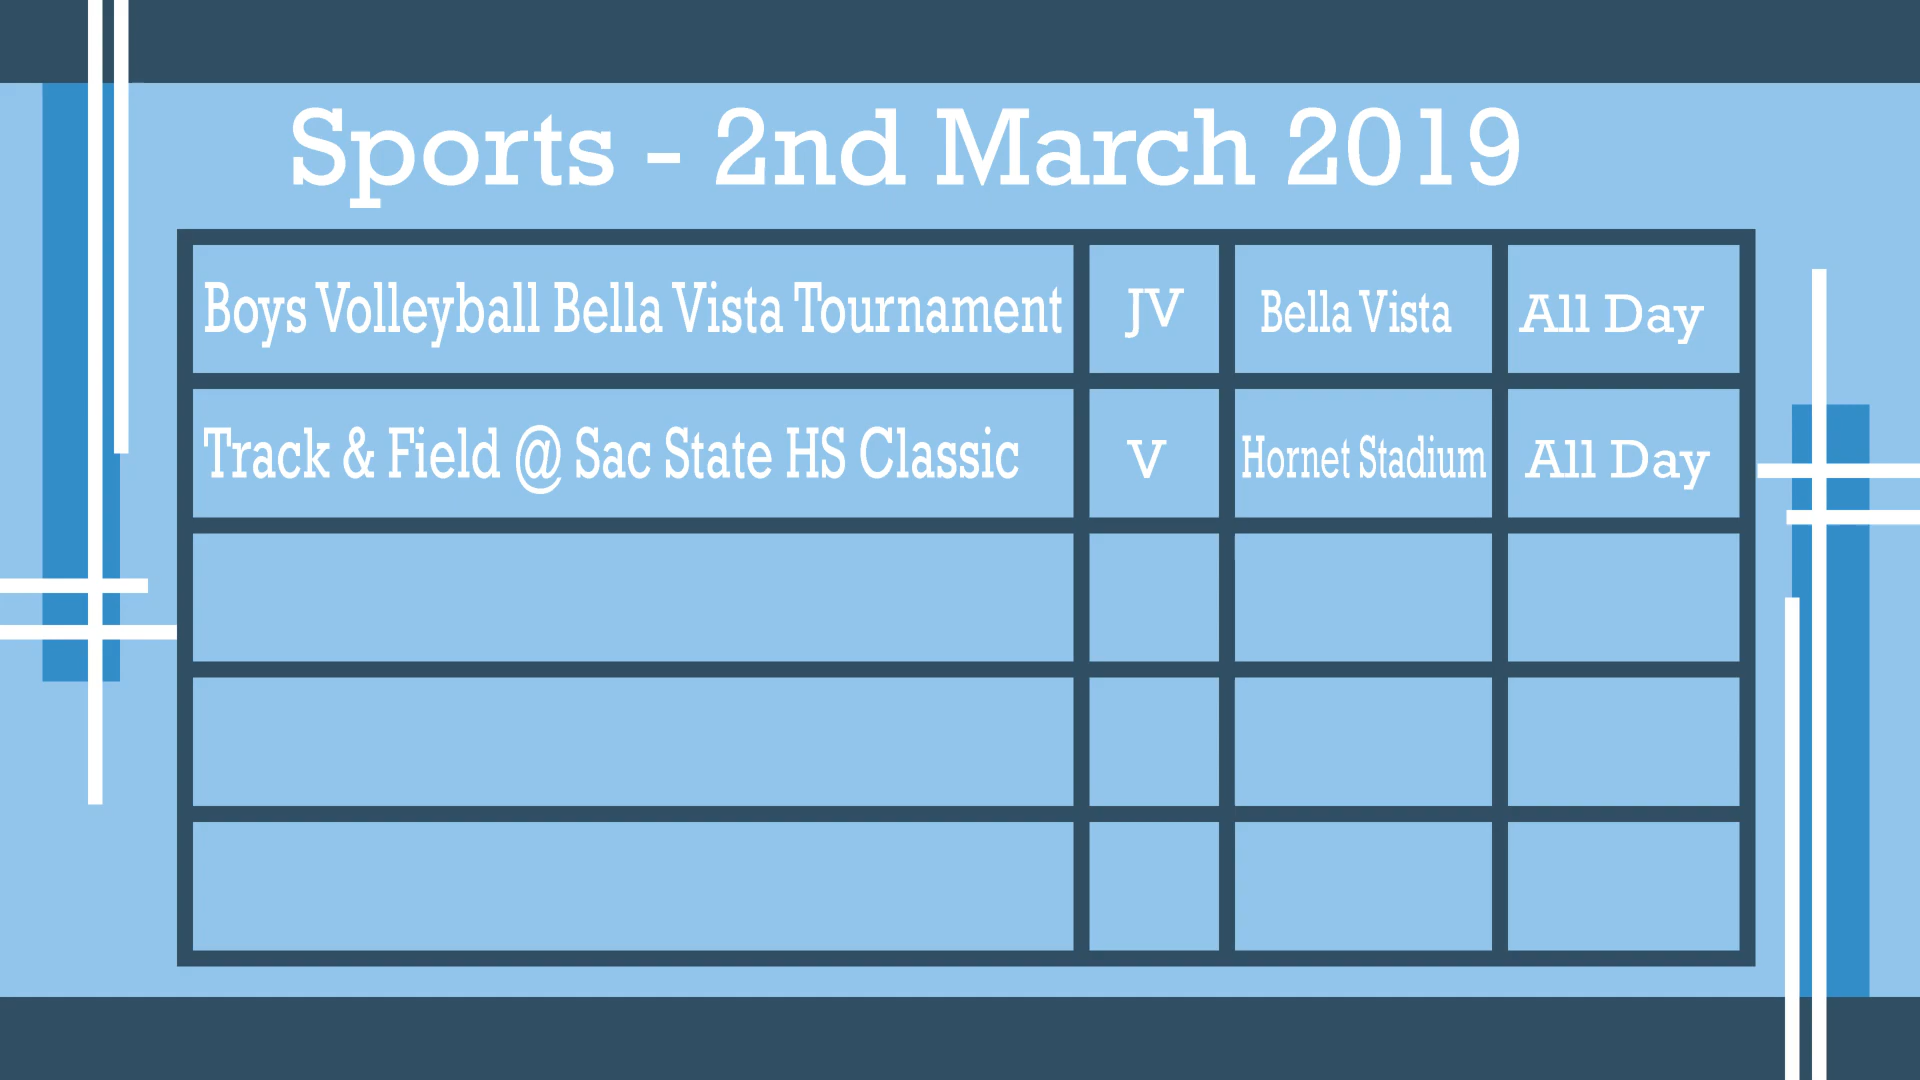 Sports - 2nd March 2019
Boys Volleyball Bella Vista Tournament JV Bella Vista All Day
Track & Field @ Sac State HS Classic V Hornet Stadium All Day